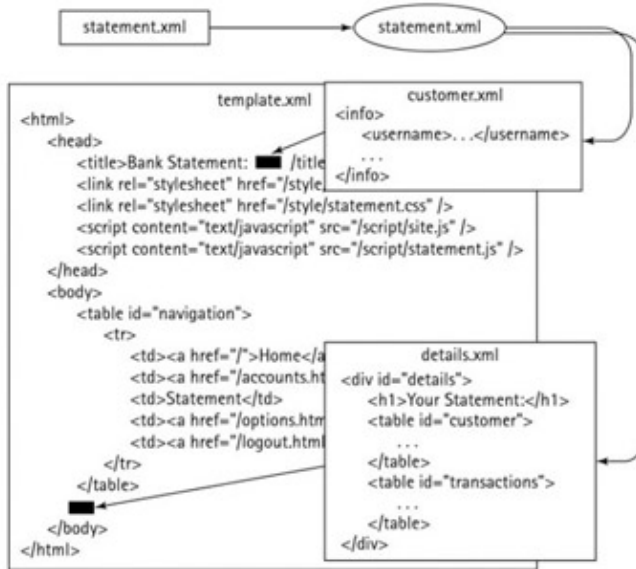 statement.xml
statement.xml
template.xml
<html>
<head>
<title>Bank Statement: /title
<link rel="stylesheet" href="/style/
<link rel="stylesheet" href="/style/statement.css" />
<script content="text/javascript" src="/script/site.js" />
<script content="text/javascript" src="/script/statement.js" />
</head>
<body>
<table id="navigation">
<tr>
<td><a href="/">Home</a
<td><a href="/accounts.ht
<td>Statement</td>
<td><a href="/options.htm
<td><a href="/logout.html
</tr>
</table>
</body>
</html>
customer.xml
<info>
<username>...</username>
...
</info>
details.xml
<div id="details">
<h1>Your Statement:</h1>
<table id="customer">
...
</table>
<table id="transactions">
...
</table>
</div>